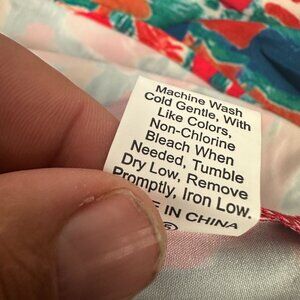 Machine Wash
Cold Gentle, With
Like Colors,
Non-Chlorine
Bleach When
Needed, Tumble
Dry Low, Remove
Promptly, Iron Low.
IN CHINA